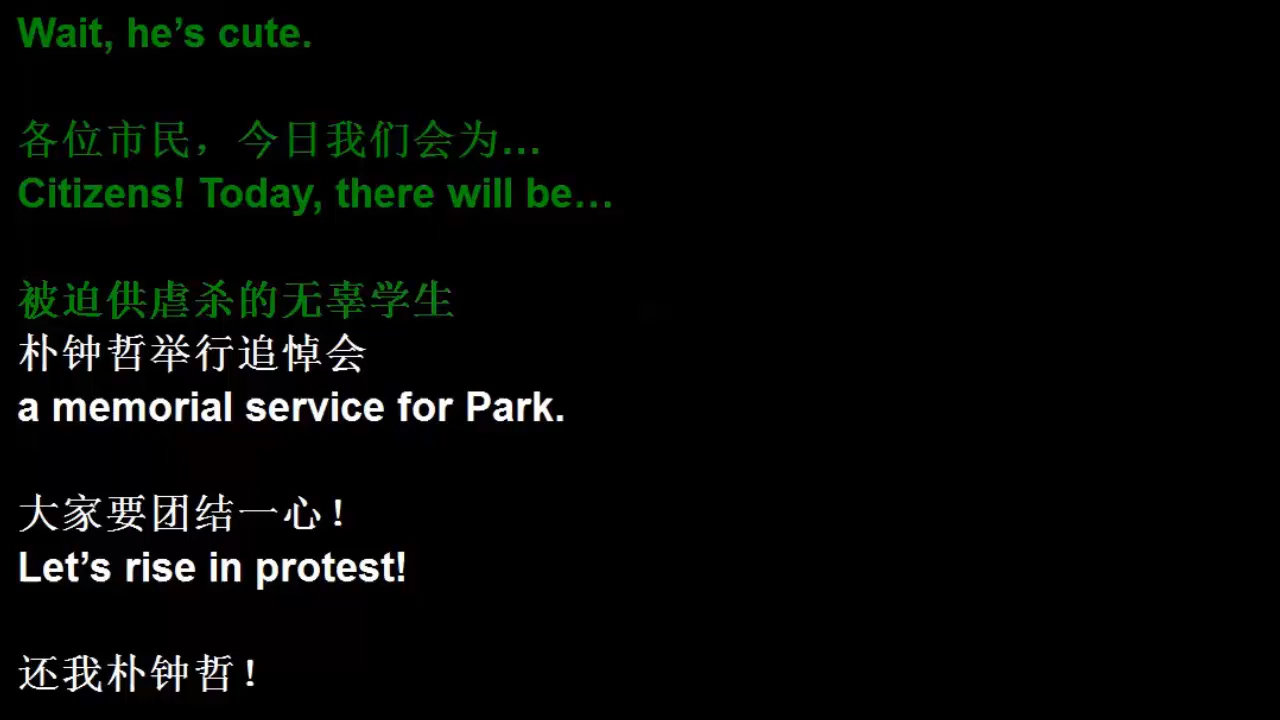 Wait, he’s cute.
各位市民，今日我们会为…
Citizens! Today, there will be…
被迫供虐杀的无辜学生
朴钟哲举行追悼会
a memorial service for Park.
大家要团结一心！
Let’s rise in protest!
还我朴钟哲！